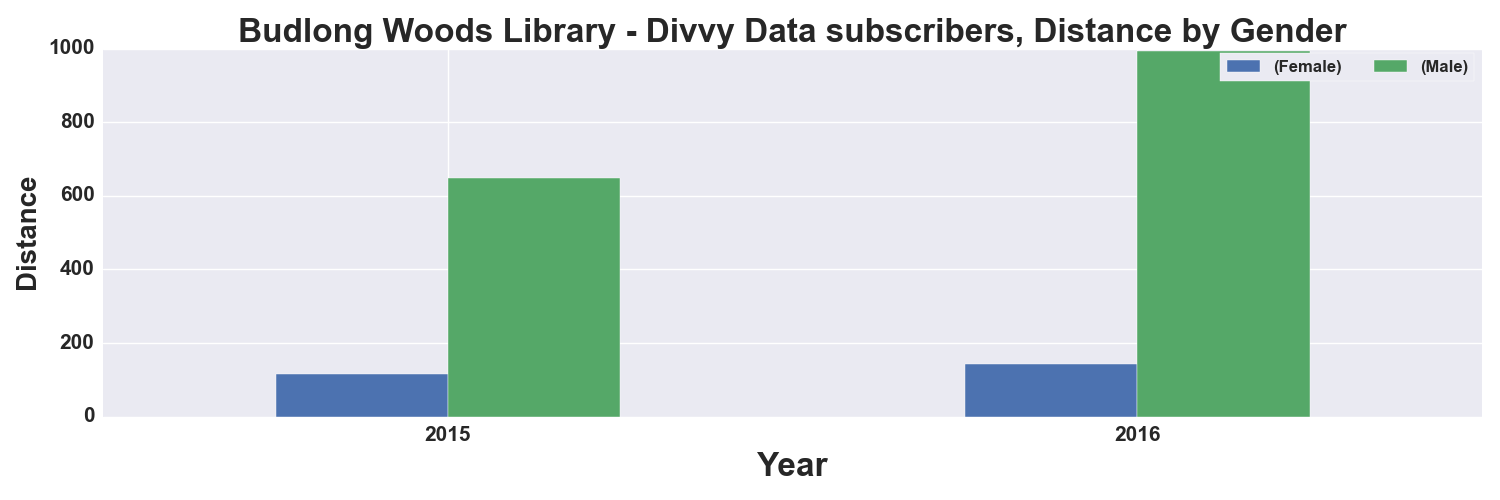 Budlong Woods Library - Divvy Data subscribers, Distance by Gender
1000
(Female) (Male)
800
600
Distance
400
200
0
2015 2016
Year